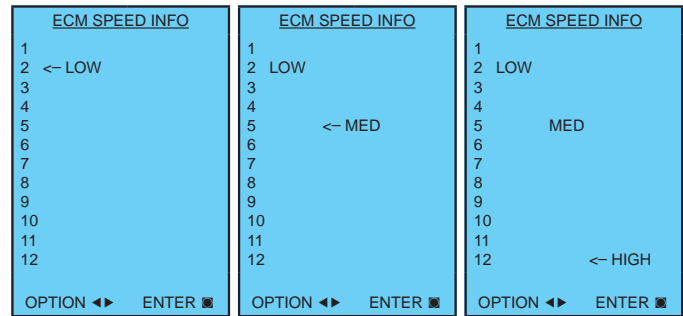 ECM SPEED INFO
1
2 <– LOW
3
4
5
6
7
8
9
10
11
12
OPTION ◄► ENTER ◙
ECM SPEED INFO
1
2 LOW
3
4
5 <– MED
6
7
8
9
10
11
12
OPTION ◄► ENTER ◙
ECM SPEED INFO
1
2 LOW
3
4
5 MED
6
7
8
9
10
11
12 <– HIGH
OPTION ◄► ENTER ◙